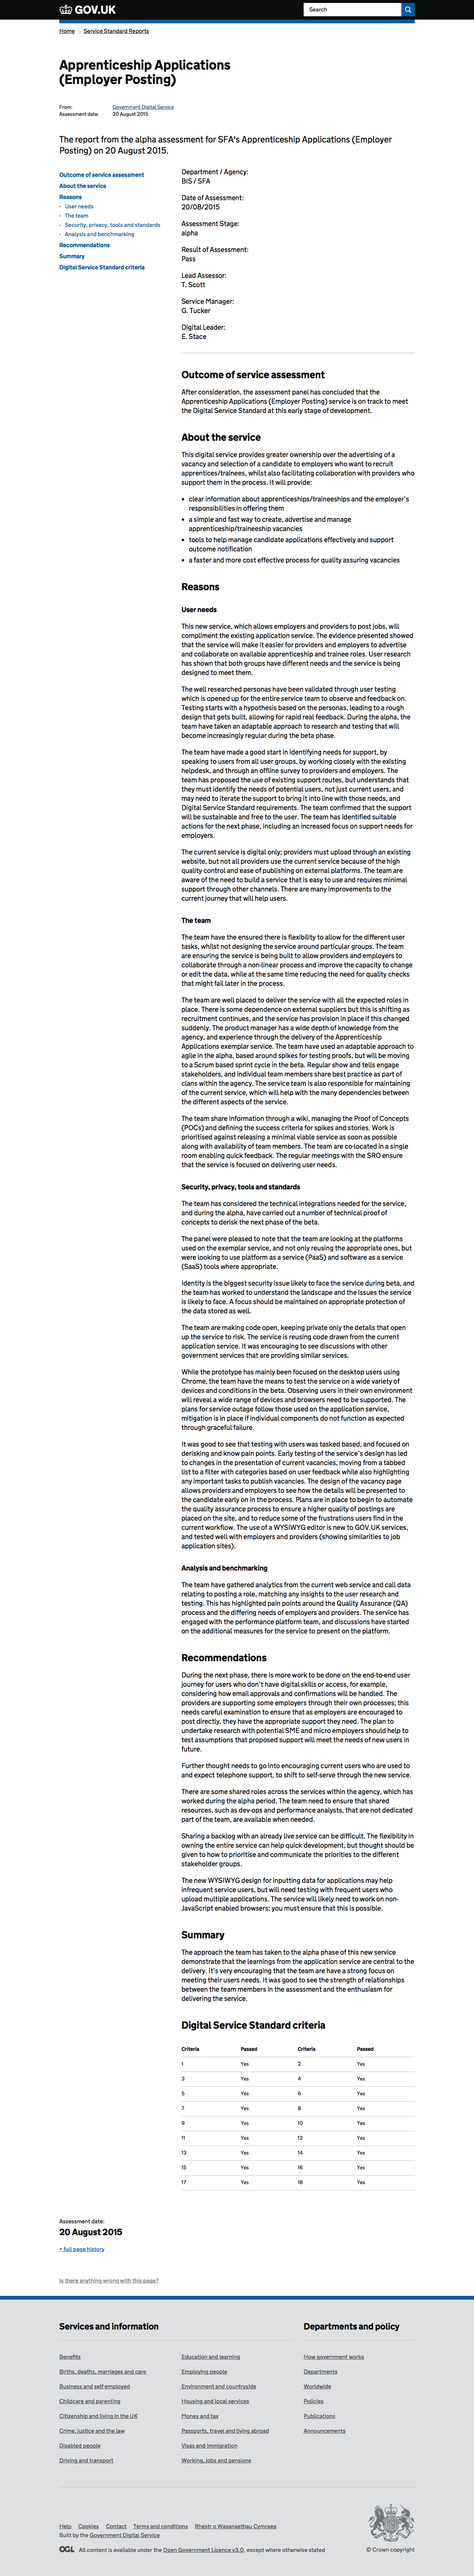 GOV.UK
Search
Home
Service Standard Reports
Apprenticeship Applications
(Employer Posting)
From:
Government Digital Service
Assessment date:
20 August 2015
The report from the alpha assessment for SFA's Apprenticeship Applications (Employer
Posting) on 20 August 2015.
Outcome of service assessment
About the service
Reasons
- User needs
- The team
- Security, privacy, tools and standards
- Analysis and benchmarking
Recommendations
Summary
Digital Service Standard criteria
Department / Agency:
BIS / SFA
Date of Assessment:
20/08/2015
Assessment Stage:
alpha
Result of Assessment:
Pass
Lead Assessor:
T. Scott
Service Manager:
G. Tucker
Digital Leader:
E. Stace
Outcome of service assessment
After consideration, the assessment panel has concluded that the
Apprenticeship Applications (Employer Posting) service is on track to meet
the Digital Service Standard at this early stage of development.
About the service
This digital service provides greater ownership over the advertising of a
vacancy and selection of a candidate to employers who want to recruit
apprentices/trainees, whilst also facilitating collaboration with providers who
support them in the process. It will provide:
• clear information about apprenticeships/traineeships and the employer's
responsibilities in offering them
• a simple and fast way to create, advertise and manage
apprenticeship/traineeship vacancies
• tools to help manage candidate applications effectively and support
outcome notification
• a faster and more cost effective process for quality assuring vacancies
Reasons
User needs
This new service, which allows employers and providers to post jobs, will
compliment the existing application service. The evidence presented showed
that the service will make it easier for providers and employers to advertise
and collaborate on available apprenticeship and trainee roles. User research
has shown that both groups have different needs and the service is being
designed to meet them.
The well researched personas have been validated through user testing
which is opened up for the entire service team to observe and feedback on.
Testing starts with a hypothesis based on the personas, leading to a rough
design that gets built, allowing for rapid real feedback. During the alpha, the
team have taken an adaptable approach to research and testing that will
become increasingly regular during the beta phase.
The team have made a good start in identifying needs for support, by
speaking to users from all user groups, by working closely with the existing
helpdesk, and through an offline survey to providers and employers. The
team has proposed the use of existing support routes, but understands that
they must identify the needs of potential users, not just current users, and
may need to iterate the support to bring it into line with those needs, and
Digital Service Standard requirements. The team confirmed that the support
will be sustainable and free to the user. The team has identified suitable
actions for the next phase, including an increased focus on support needs for
employers.
The current service is digital only; providers must upload through an existing
website, but not all providers use the current service because of the high
quality control and ease of publishing on external platforms. The team are
aware of the need to build a service that is easy to use and requires minimal
support through other channels. There are many improvements to the
current journey that will help users.
The team
The team have the ensured there is flexibility to allow for the different user
tasks, whilst not designing the service around particular groups. The team
are ensuring the service is being built to allow providers and employers to
collaborate through a non-linear process and improve the capacity to change
or edit the data, while at the same time reducing the need for quality checks
that might fail later in the process.
The team are well placed to deliver the service with all the expected roles in
place. There is some dependence on external suppliers but this is shifting as
recruitment continues, and the service has provision in place if this changed
suddenly. The product manager has a wide depth of knowledge from the
agency, and experience through the delivery of the Apprenticeship
Applications exemplar service. The team have used an adaptable approach to
agile in the alpha, based around spikes for testing proofs, but will be moving
to a Scrum based sprint cycle in the beta. Regular show and tells engage
stakeholders, and individual team members share best practice as part of
clans within the agency. The service team is also responsible for maintaining
of the current service, which will help with the many dependencies between
the different aspects of the service.
The team share information through a wiki, managing the Proof of Concepts
(POCs) and defining the success criteria for spikes and stories. Work is
prioritised against releasing a minimal viable service as soon as possible
along with availability of team members. The team are co-located in a single
room enabling quick feedback. The regular meetings with the SRO ensure
that the service is focused on delivering user needs.
Security, privacy, tools and standards
The team has considered the technical integrations needed for the service,
and during the alpha, have carried out a number of technical proof of
concepts to derisk the next phase of the beta.
The panel were pleased to note that the team are looking at the platforms
used on the exemplar service, and not only reusing the appropriate ones, but
were looking to use platform as a service (PaaS) and software as a service
(SaaS) tools where appropriate.
Identity is the biggest security issue likely to face the service during beta, and
the team has worked to understand the landscape and the issues the service
is likely to face. A focus should be maintained on appropriate protection of
the data stored as well.
The team are making code open, keeping private only the details that open
up the service to risk. The service is reusing code drawn from the current
application service. It was encouraging to see discussions with other
government services that are providing similar services.
While the prototype has mainly been focused on the desktop users using
Chrome, the team have the means to test the service on a wide variety of
devices and conditions in the beta. Observing users in their own environment
will reveal a wide range of devices and browsers need to be supported. The
plans for service outage follow those used on the application service,
mitigation is in place if individual components do not function as expected
through graceful failure.
It was good to see that testing with users was tasked based, and focused on
derisking and know pain points. Early testing of the service's design has led
to changes in the presentation of current vacancies, moving from a tabbed
list to a filter with categories based on user feedback while also highlighting
any important tasks to publish vacancies. The design of the vacancy page
allows providers and employers to see how the details will be presented to
the candidate early on in the process. Plans are in place to begin to automate
the quality assurance process to ensure a higher quality of postings are
placed on the site, and to reduce some of the frustrations that occur in the
current workflow. The use of a WYSIWYG editor is new to GOV.UK services,
and tested well with employers and providers (showing similarities to job
application sites).
Analysis and benchmarking
The team have gathered analytics from the current web service and call data
relating to posting a role, matching any insights to the team's research and
testing. This has highlighted pain points around the Quality Assurance (QA)
process and the differing needs of employers and providers. The service has
engaged with the performance platform team, and discussions have started
on the additional measures for the service to present on the platform.
Recommendations
During the next phase, there is more work to be done on the end-to-end user
journey for users who don't have digital skills or access, for example,
considering how email approvals and confirmations will be handled. The
providers are supporting some employers through their own processes; this
needs careful examination to ensure that as employers are encouraged to
post directly, they have the appropriate support they need. The plan to
undertake research with potential SME and micro employers should help to
test assumptions that proposed support will meet the needs of new users in
future.
Further thought needs to go into encouraging current users who are used to
and expect telephone support, to shift to self-serve through the new service.
There are some shared roles across the services within the agency, which has
worked during the alpha period. The team need to ensure that shared
resources, such as dev-ops and performance analysts, that are not dedicated
part of the team, are available when needed.
Sharing a backlog with an already live service can be difficult. The flexibility in
owning the entire service can help quick development, but thought should be
given to how to prioritise and communicate the priorities to the different
stakeholder groups.
The new WYSIWYG design for inputting data for applications may help
infrequent service users, but will need testing with frequent users who
upload multiple applications. The service will likely need to work on non-
JavaScript enabled browsers; you must ensure that this is possible.
Summary
The approach the team has taken to the alpha phase of this new service
demonstrate that the learnings from the application service are central to the
delivery. It's very encouraging that the team are have a strong focus on
meeting their users needs. It was good to see the strength of relationships
between the team members in the assessment and the enthusiasm for
delivering the service.
Digital Service Standard criteria
Criteria Passed Criteria Passed
1 Yes 2 Yes
3 Yes 4 Yes
5 Yes 6 Yes
7 Yes 8 Yes
9 Yes 10 Yes
11 Yes 12 Yes
13 Yes 14 Yes
15 Yes 16 Yes
17 Yes 18 Yes
Assessment date:
20 August 2015
+ full page history
Is there anything wrong with this page?
Services and information
Benefits
Births, deaths, marriages and care
Business and self-employed
Childcare and parenting
Citizenship and living in the UK
Crime, justice and the law
Disabled people
Driving and transport
Education and learning
Employing people
Environment and countryside
Housing and local services
Money and tax
Passports, travel and living abroad
Visas and immigration
Working, jobs and pensions
Departments and policy
How government works
Departments
Worldwide
Policies
Publications
Announcements
Help Cookies Contact Terms and conditions Rhestr o Wasanaethau Cymraeg
Built by the Government Digital Service
OGL All content is available under the Open Government Licence v3.0, except where otherwise stated
© Crown copyright